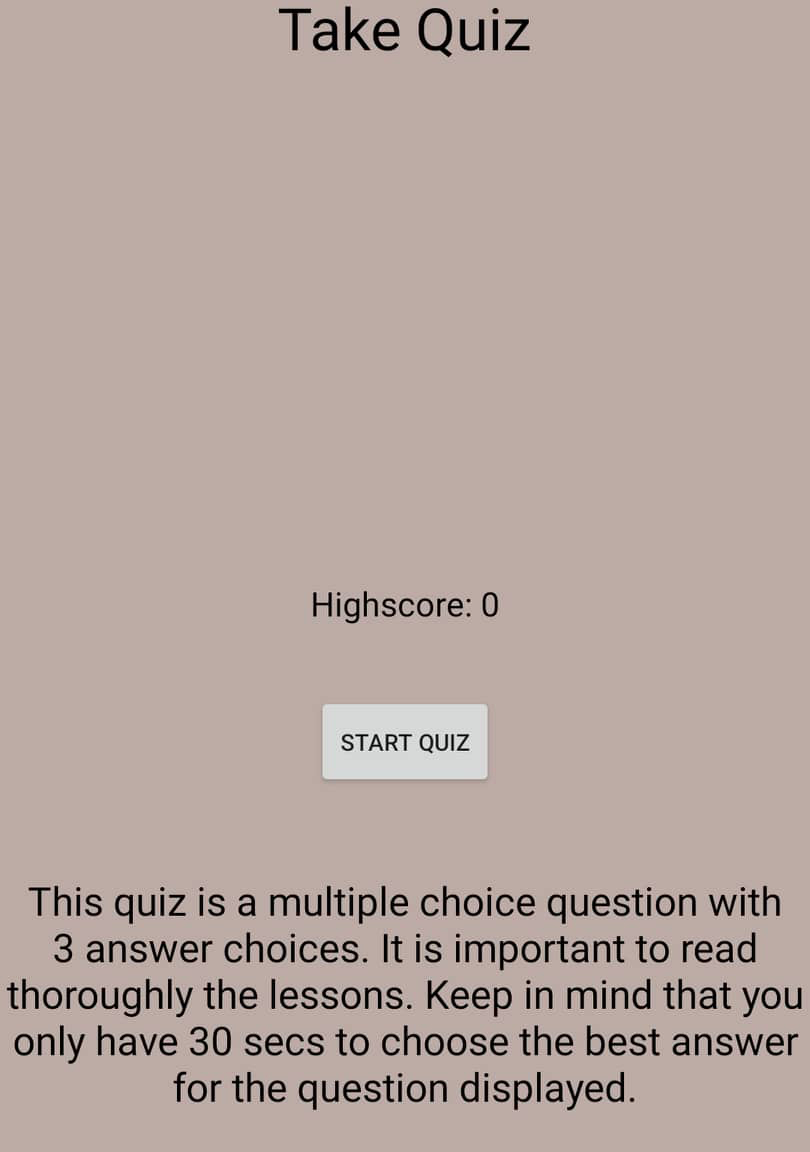 Take Quiz
Highscore: 0
START QUIZ
This quiz is a multiple choice question with
3 answer choices. It is important to read
thoroughly the lessons. Keep in mind that you
only have 30 secs to choose the best answer
for the question displayed.